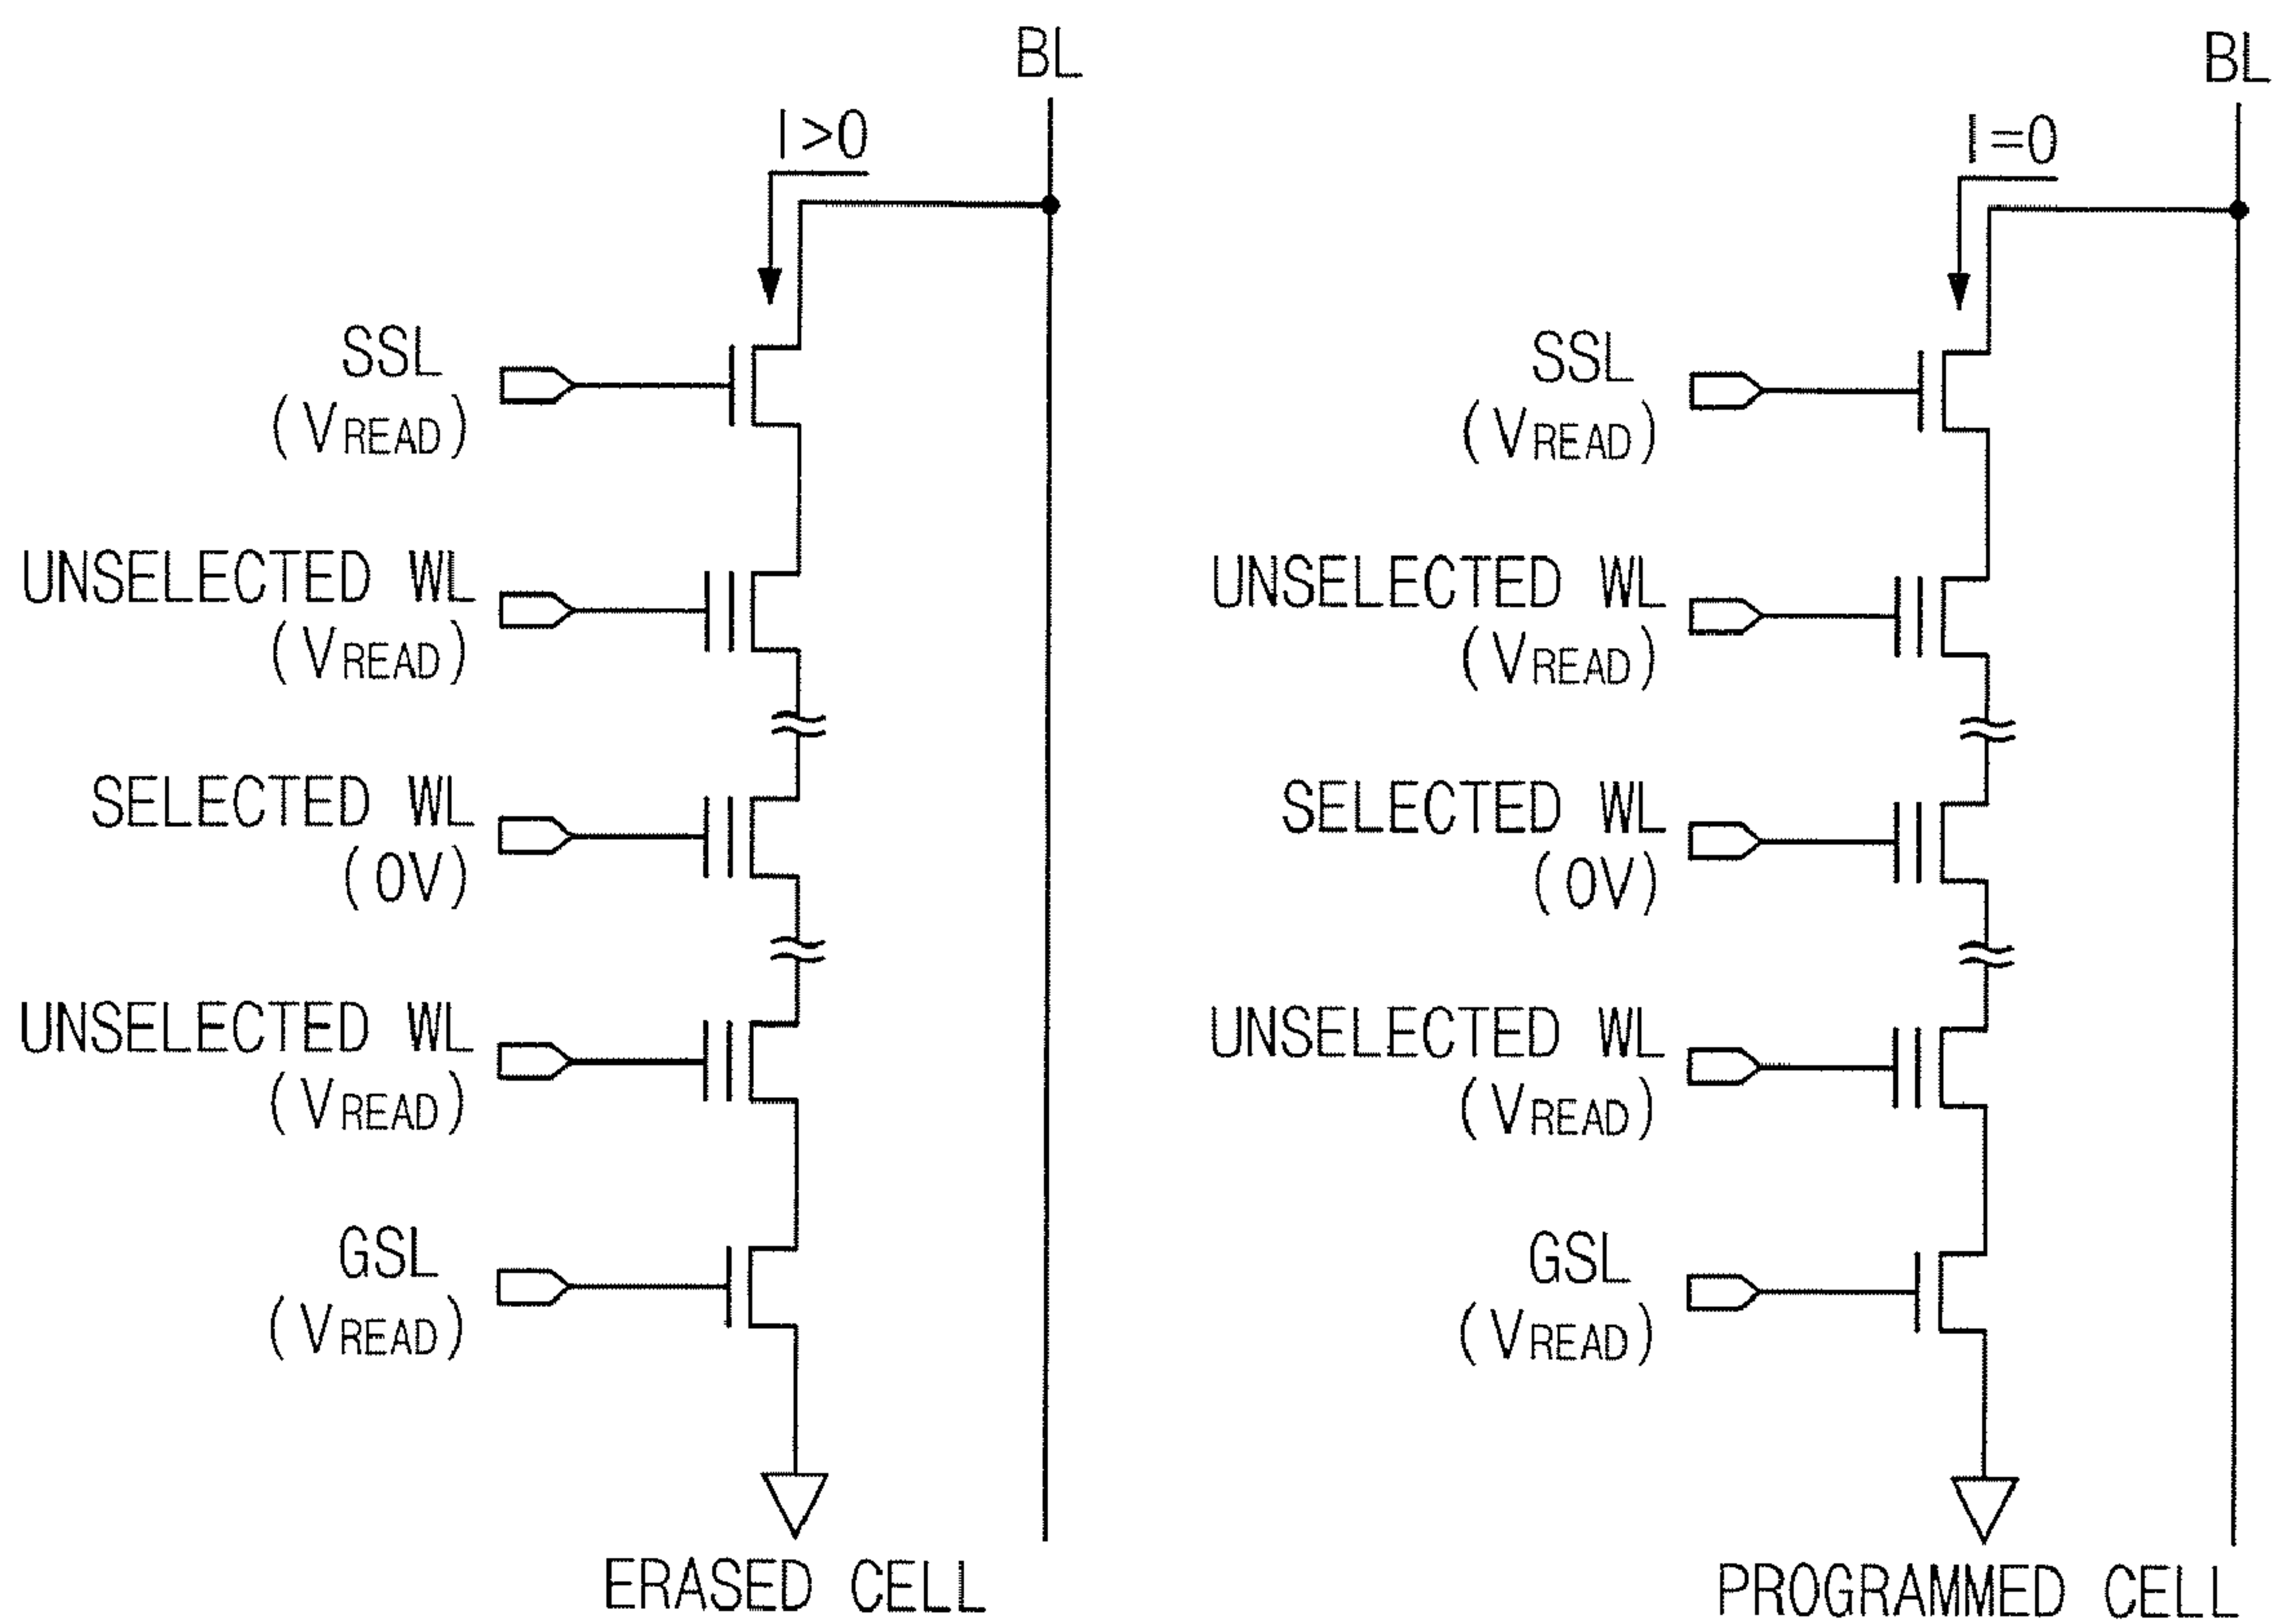 BL
I>0
SSL
(VREAD)
UNSELECTED WL
(VREAD)
SELECTED WL
(0V)
UNSELECTED WL
(VREAD)
GSL
(VREAD)
ERASED CELL
BL
I=0
SSL
(VREAD)
UNSELECTED WL
(VREAD)
SELECTED WL
(0V)
UNSELECTED WL
(VREAD)
GSL
(VREAD)
PROGRAMMED CELL